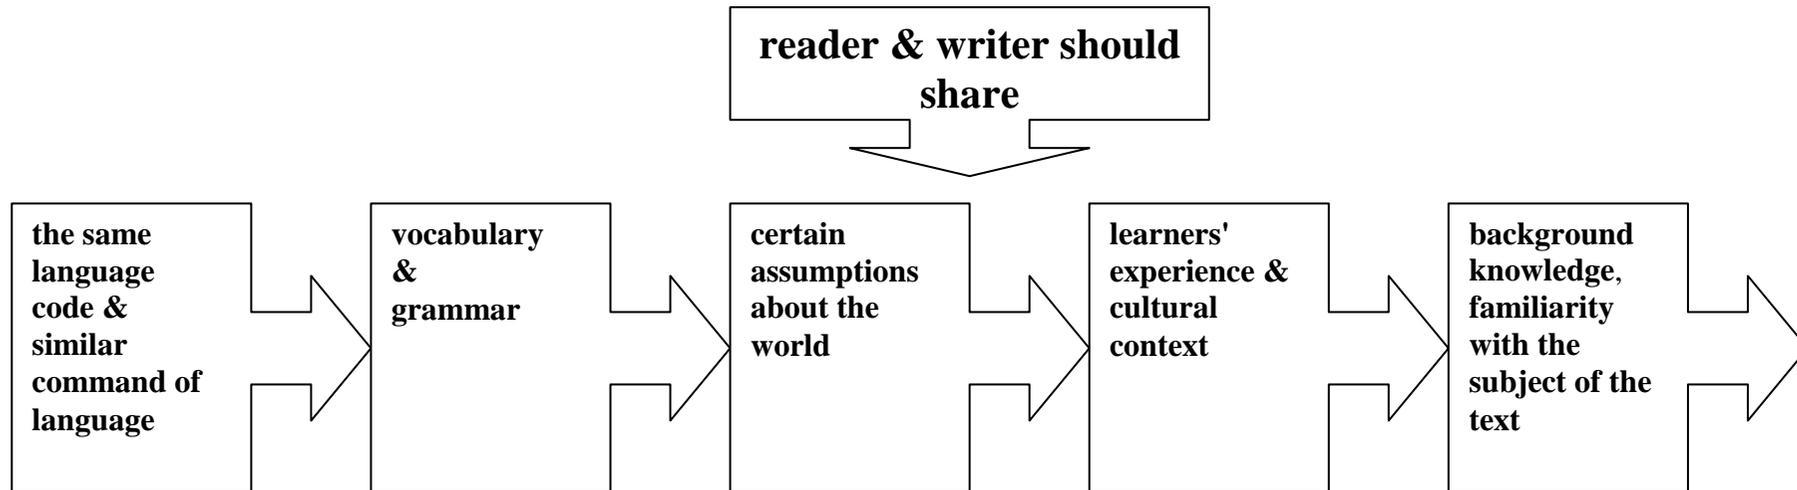 reader & writer should
share
the same
language
code &
similar
command of
language
vocabulary
&
grammar
certain
assumptions
about the
world
learners'
experience &
cultural
context
background
knowledge,
familiarity
with the
subject of the
text